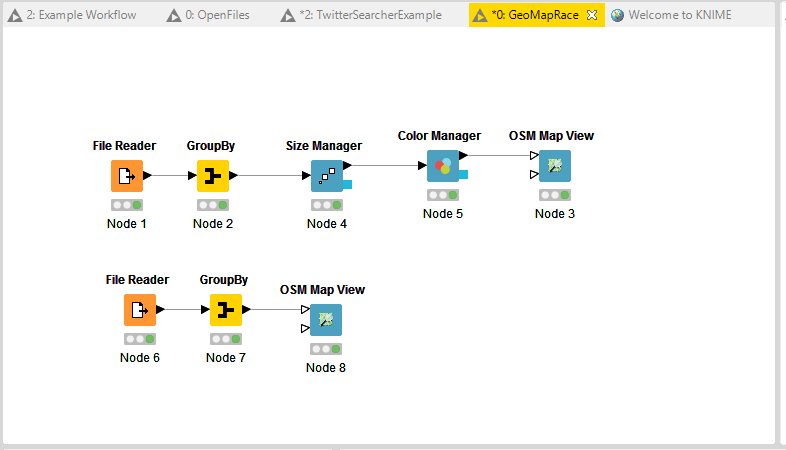 2: Example Workflow
0: OpenFiles
*2: TwitterSearcherExample
*0: GeoMapRace
Welcome to KNIME
File Reader
GroupBy
Size Manager
Color Manager
OSM Map View
Node 1
Node 2
Node 4
Node 5
Node 3
File Reader
GroupBy
OSM Map View
Node 6
Node 7
Node 8